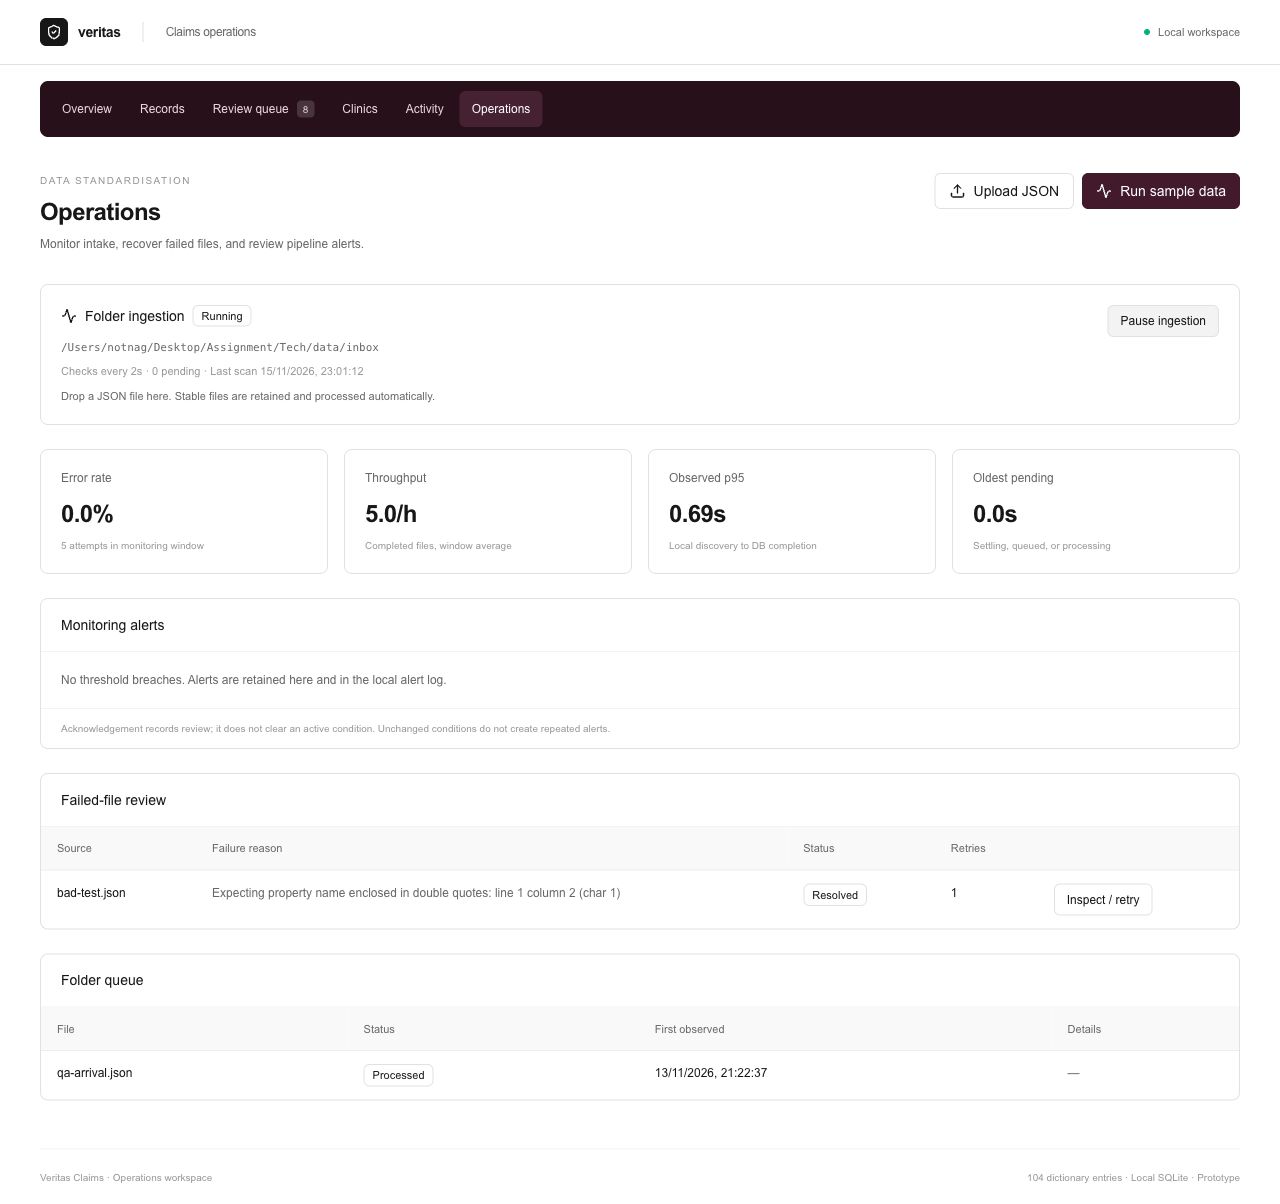 veritas
Claims operations
Local workspace
Overview Records Review queue 8 Clinics Activity Operations
DATA STANDARDISATION
Operations
Monitor intake, recover failed files, and review pipeline alerts.
Upload JSON
Run sample data
Folder ingestion Running
/Users/notnag/Desktop/Assignment/Tech/data/inbox
Checks every 2s · 0 pending · Last scan 15/11/2026, 23:01:12
Drop a JSON file here. Stable files are retained and processed automatically.
Pause ingestion
Error rate
0.0%
5 attempts in monitoring window
Throughput
5.0/h
Completed files, window average
Observed p95
0.69s
Local discovery to DB completion
Oldest pending
0.0s
Settling, queued, or processing
Monitoring alerts
No threshold breaches. Alerts are retained here and in the local alert log.
Acknowledgement records review; it does not clear an active condition. Unchanged conditions do not create repeated alerts.
Failed-file review
Source Failure reason Status Retries
bad-test.json Expecting property name enclosed in double quotes: line 1 column 2 (char 1) Resolved 1 Inspect / retry
Folder queue
File Status First observed Details
qa-arrival.json Processed 13/11/2026, 21:22:37 —
Veritas Claims · Operations workspace
104 dictionary entries · Local SQLite · Prototype